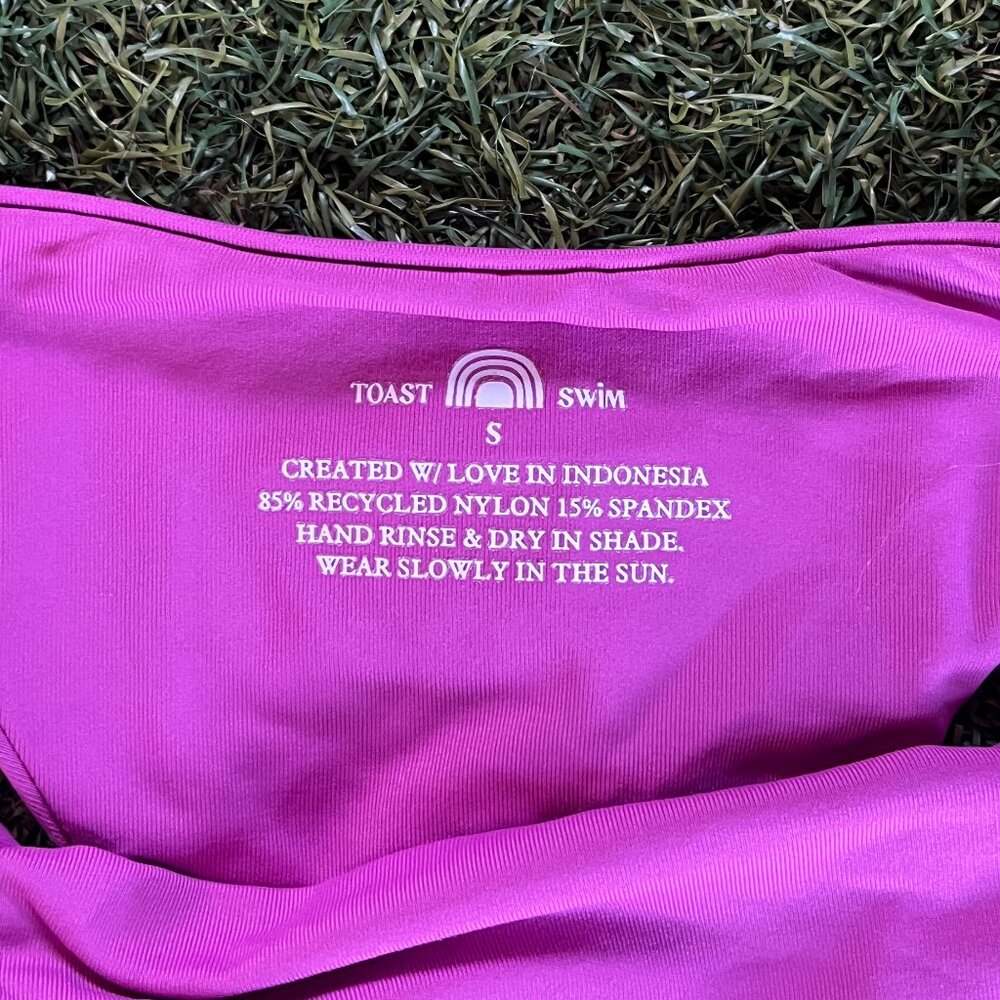 TOAST SWiM
S
CREATED W/ LOVE IN INDONESIA
85% RECYCLED NYLON 15% SPANDEX
HAND RINSE & DRY IN SHADE.
WEAR SLOWLY IN THE SUN.